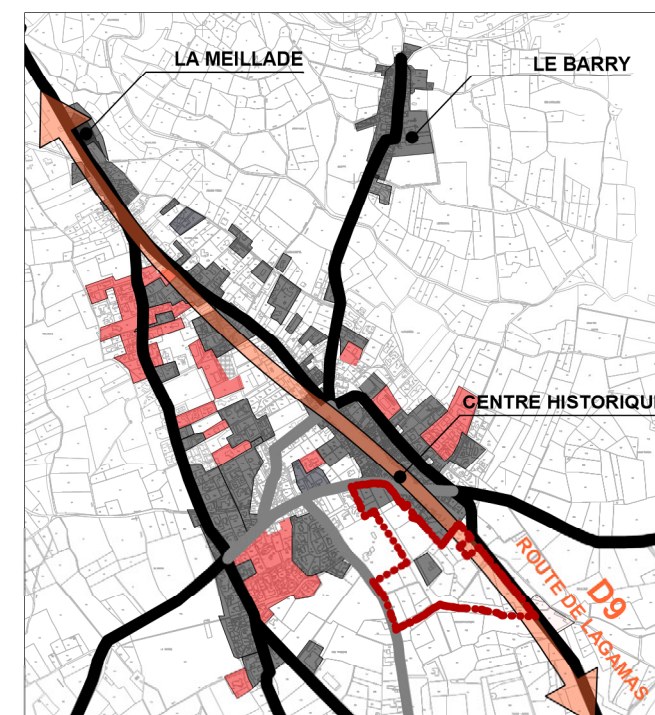 LA MEILLADE
LE BARRY
CENTRE HISTORIQU
D9
ROUTE DE LAGAMAS